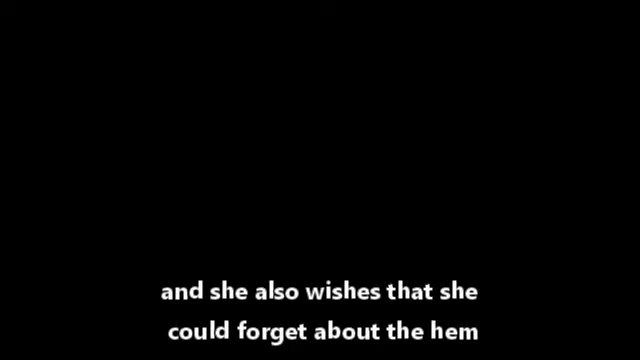 and she also wishes that she
could forget about the hem